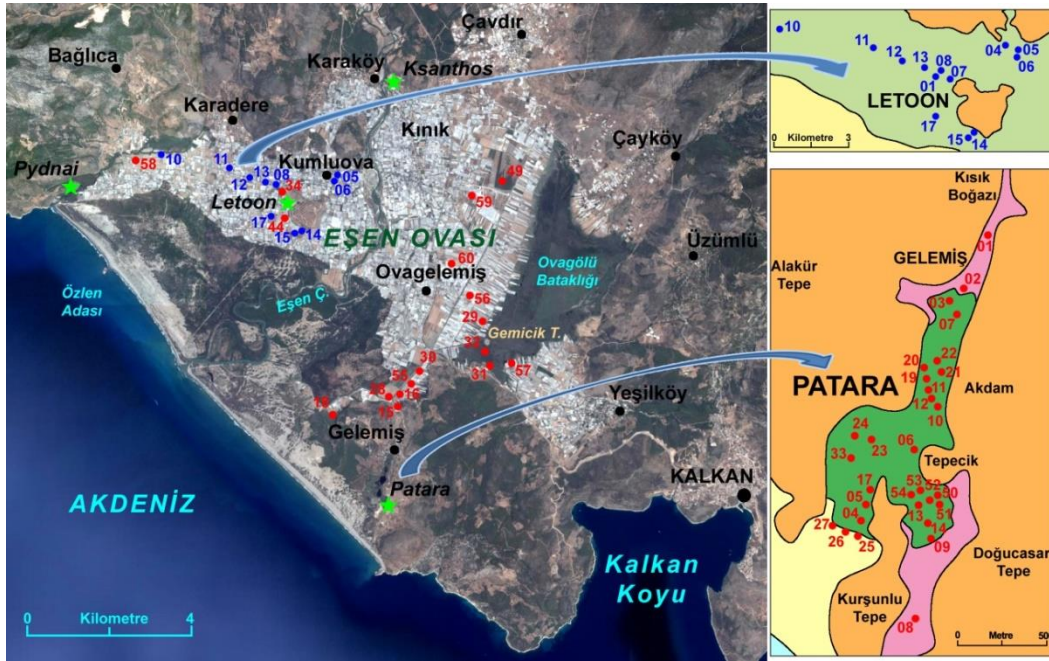 Çavdır
Bağlıca
Karaköy
Ksanthos
Karadere
Kınık
Çayköy
Pydnai
58
10
11
12
13
08
Kumluova
05
06
34
49
59
Letoon
17
44
15
14
EŞEN OVASI
Üzümlü
60
Ovagelemiş
Ovagölü
Bataklığı
Özlen
Adası
Eşen Ç.
56
29
Gemicik T.
31
57
30
16
Yeşilköy
Gelemiş
Patara
KALKAN
AKDENİZ
Kalkan
Koyu
Kilometre
0 4
10
11
12
13
08
01
07
04
05
06
LETOON
17
15
14
Kilometre
0 3
Kısık
Boğazı
01
GELEMİŞ
Alakür
Tepe
02
03
07
20
22
19
21
PATARA
11
Akdam
12
10
24
23
06
33
Tepecik
17
53
52
54
50
05
51
13
04
14
27
26
25
09
Doğucasar
Tepe
Kurşunlu
Tepe
08
0 Metre 50